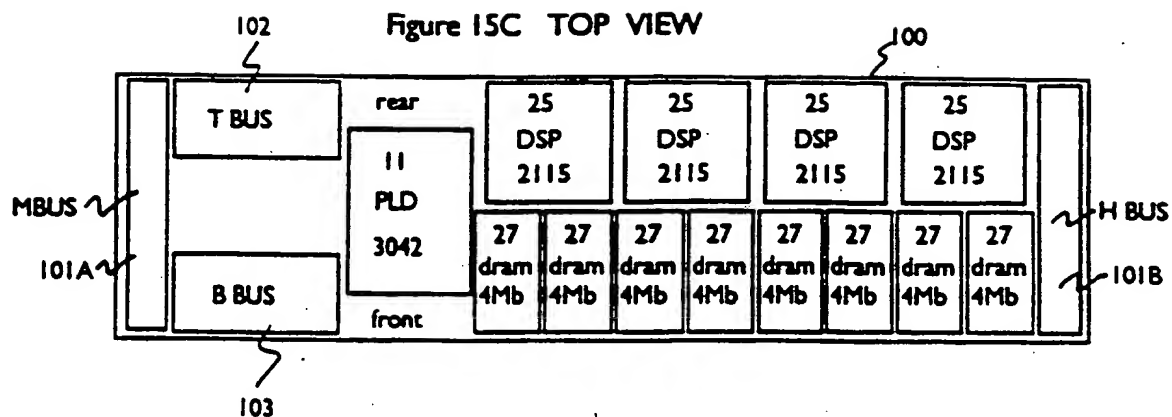 Figure 15C TOP VIEW
102
100
T BUS
rear
25 DSP 2115
25 DSP 2115
25 DSP 2115
25 DSP 2115
11 PLD 3042
MBUS
H BUS
101A
101B
B BUS
front
27 dram 4Mb
27 dram 4Mb
27 dram 4Mb
27 dram 4Mb
27 dram 4Mb
27 dram 4Mb
27 dram 4Mb
27 dram 4Mb
103